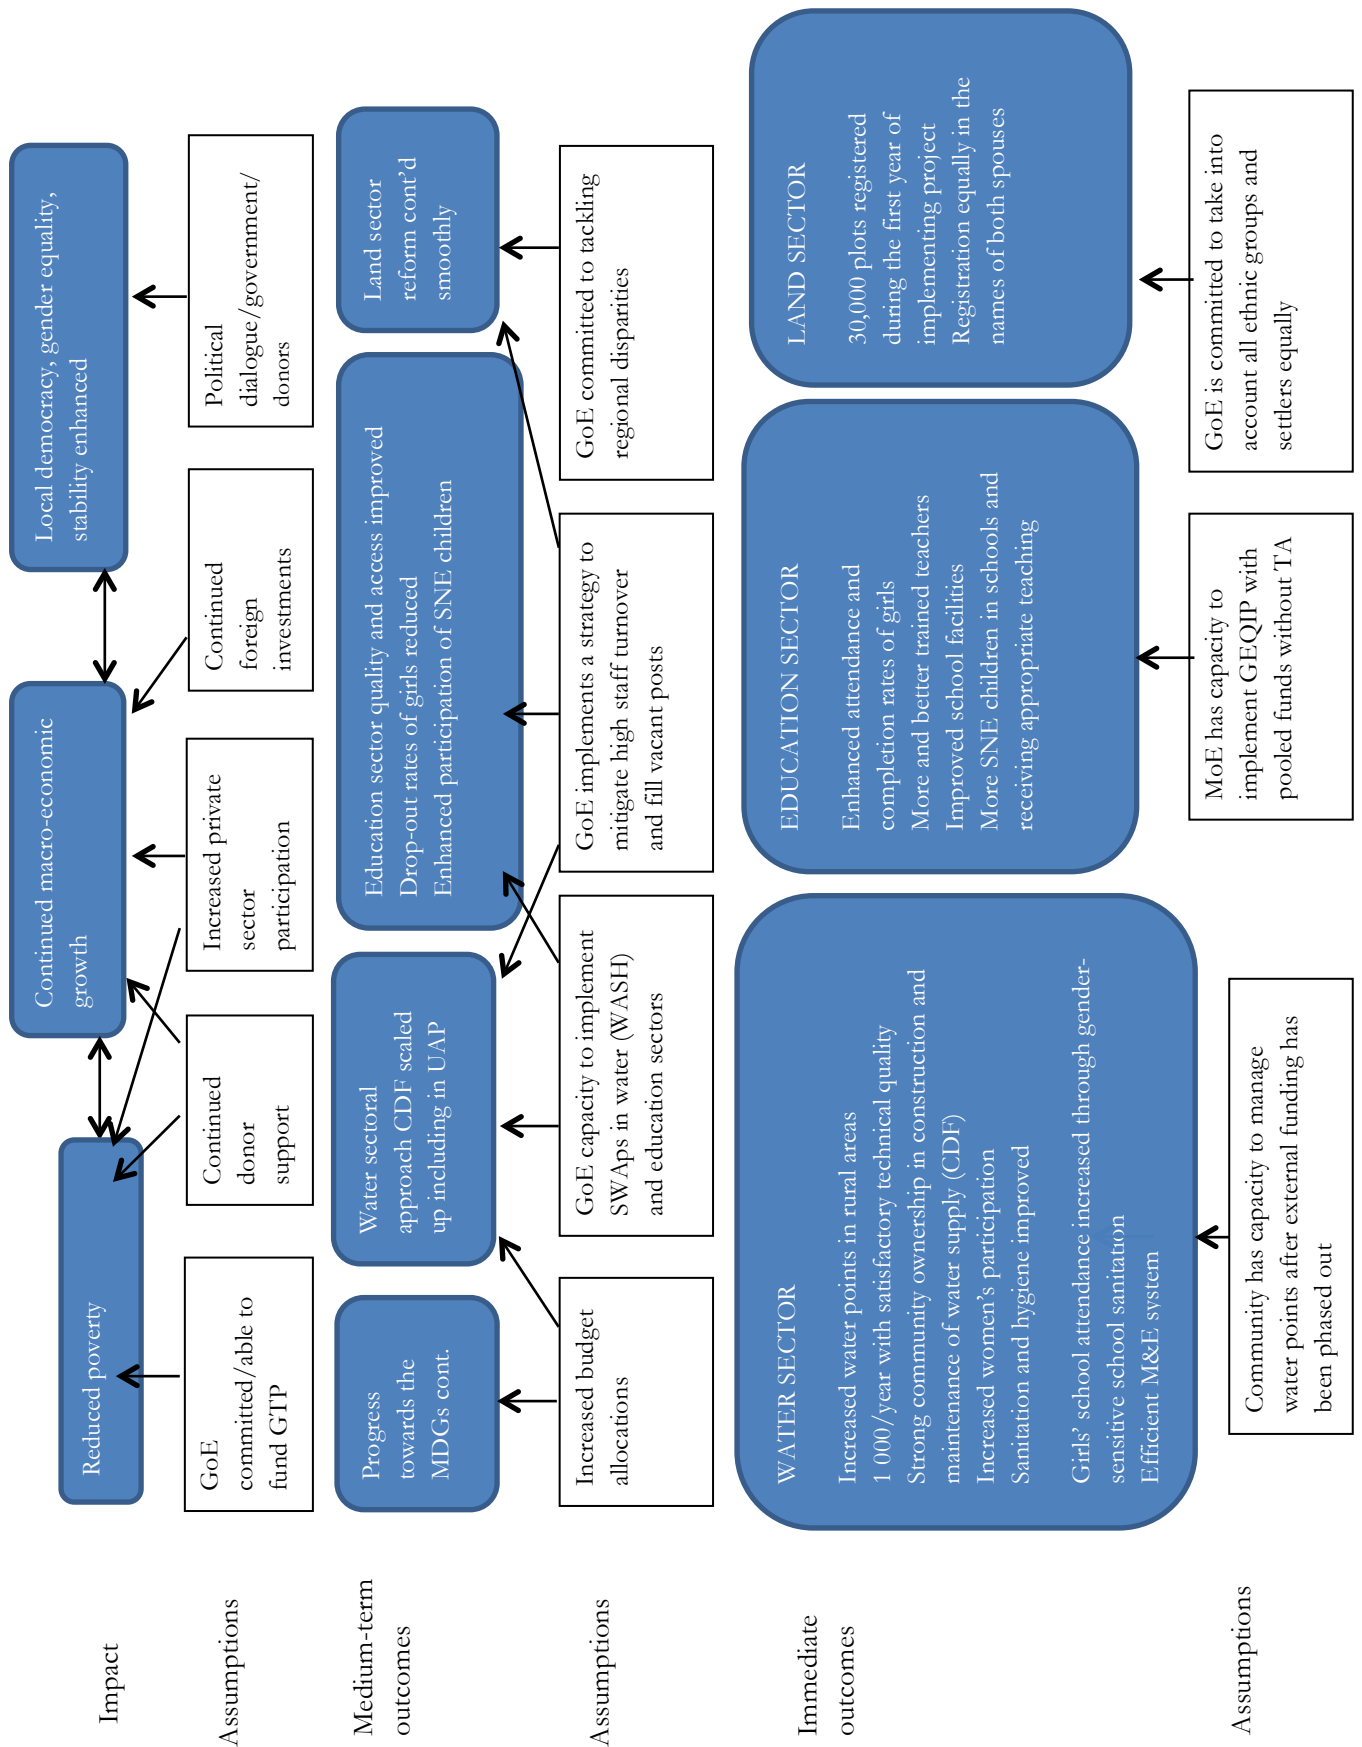 Impact
Reduced poverty
Continued macro-economic
growth
Local democracy, gender equality,
stability enhanced
Assumptions
GoE
committed/able to
fund GTP
Continued
donor
support
Increased private
sector
participation
Continued
foreign
investments
Political
dialogue/government/
donors
Medium-term
outcomes
Progress
towards the
MDGs cont.
Water sectoral
approach CDF scaled
up including in UAP
Education sector quality and access improved
Drop-out rates of girls reduced
Enhanced participation of SNE children
Land sector
reform cont'd
smoothly
Assumptions
Increased budget
allocations
GoE capacity to implement
SWAps in water (WASH)
and education sectors
GoE implements a strategy to
mitigate high staff turnover
and fill vacant posts
GoE committed to tackling
regional disparities
Immediate
outcomes
WATER SECTOR
Increased water points in rural areas
1000/year with satisfactory technical quality
Strong community ownership in construction and
maintenance of water supply (CDF)
Increased women's participation
Sanitation and hygiene improved
Girls' school attendance increased through gender-
sensitive school sanitation
Efficient M&E system
EDUCATION SECTOR
Enhanced attendance and
completion rates of girls
More and better trained teachers
Improved school facilities
More SNE children in schools and
receiving appropriate teaching
LAND SECTOR
30,000 plots registered
during the first year of
implementing project
Registration equally in the
names of both spouses
Assumptions
Community has capacity to manage
water points after external funding has
been phased out
MoE has capacity to
implement GEQIP with
pooled funds without TA
GoE is committed to take into
account all ethnic groups and
settlers equally